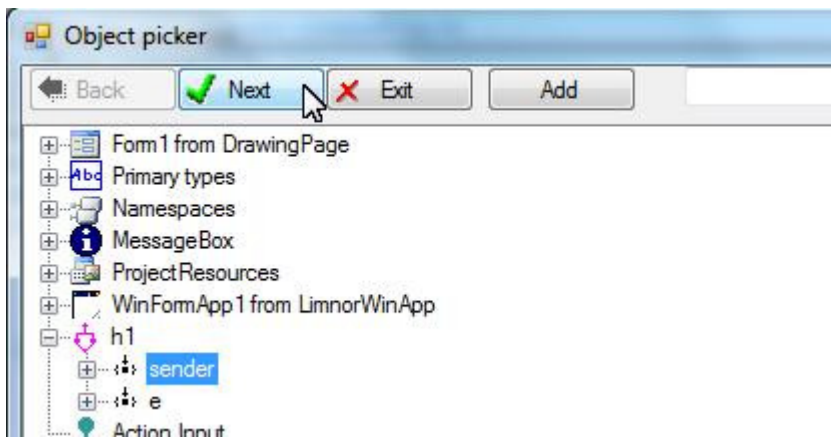 Object picker
Back Next Exit Add
Form1 from DrawingPage
Abc Primary types
Namespaces
MessageBox
ProjectResources
WinFormApp1 from LimnorWinApp
h1
sender
e
Action Input